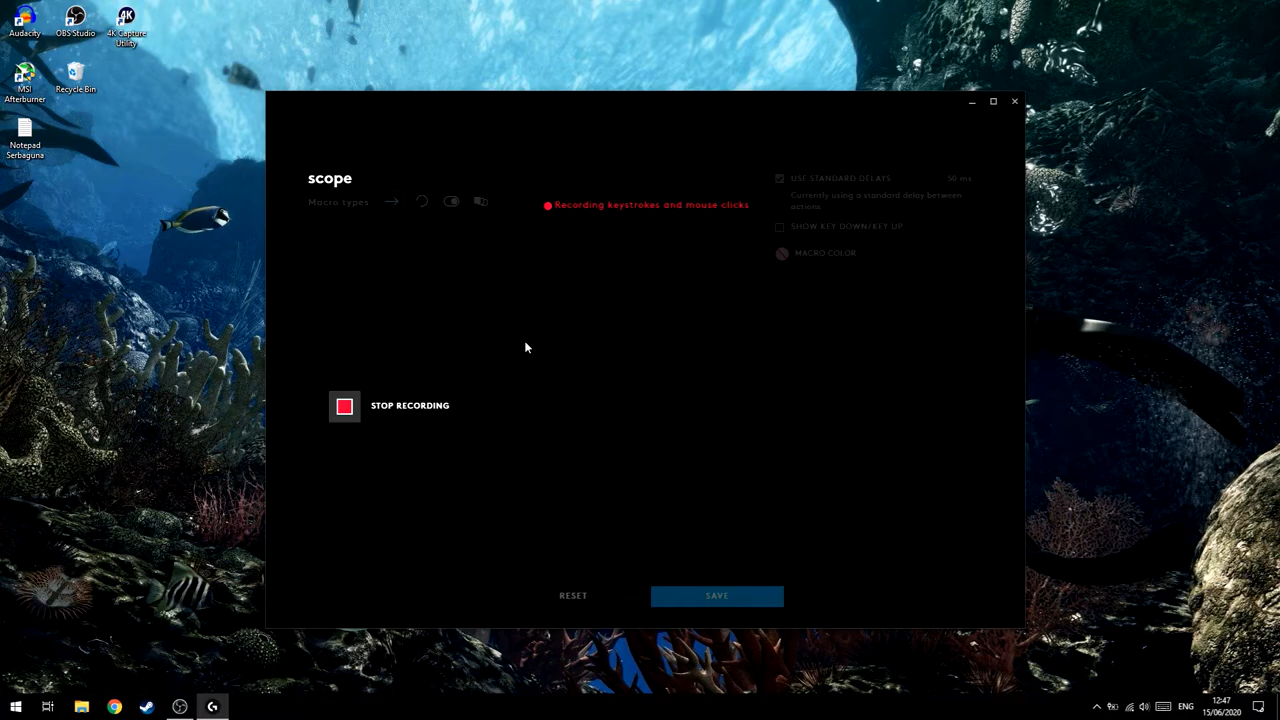 Audacity
OBS Studio
4K Capture
Utility
MSI
Afterburner
Recycle Bin
Notepad
Serbaguna
scope
Macro types
Recording keystrokes and mouse clicks
USE STANDARD DELAYS
50 ms
Currently using a standard delay between
actions.
SHOW KEY DOWN/KEY UP
MACRO COLOR
STOP RECORDING
RESET
SAVE
ENG
12:47
15/06/2020